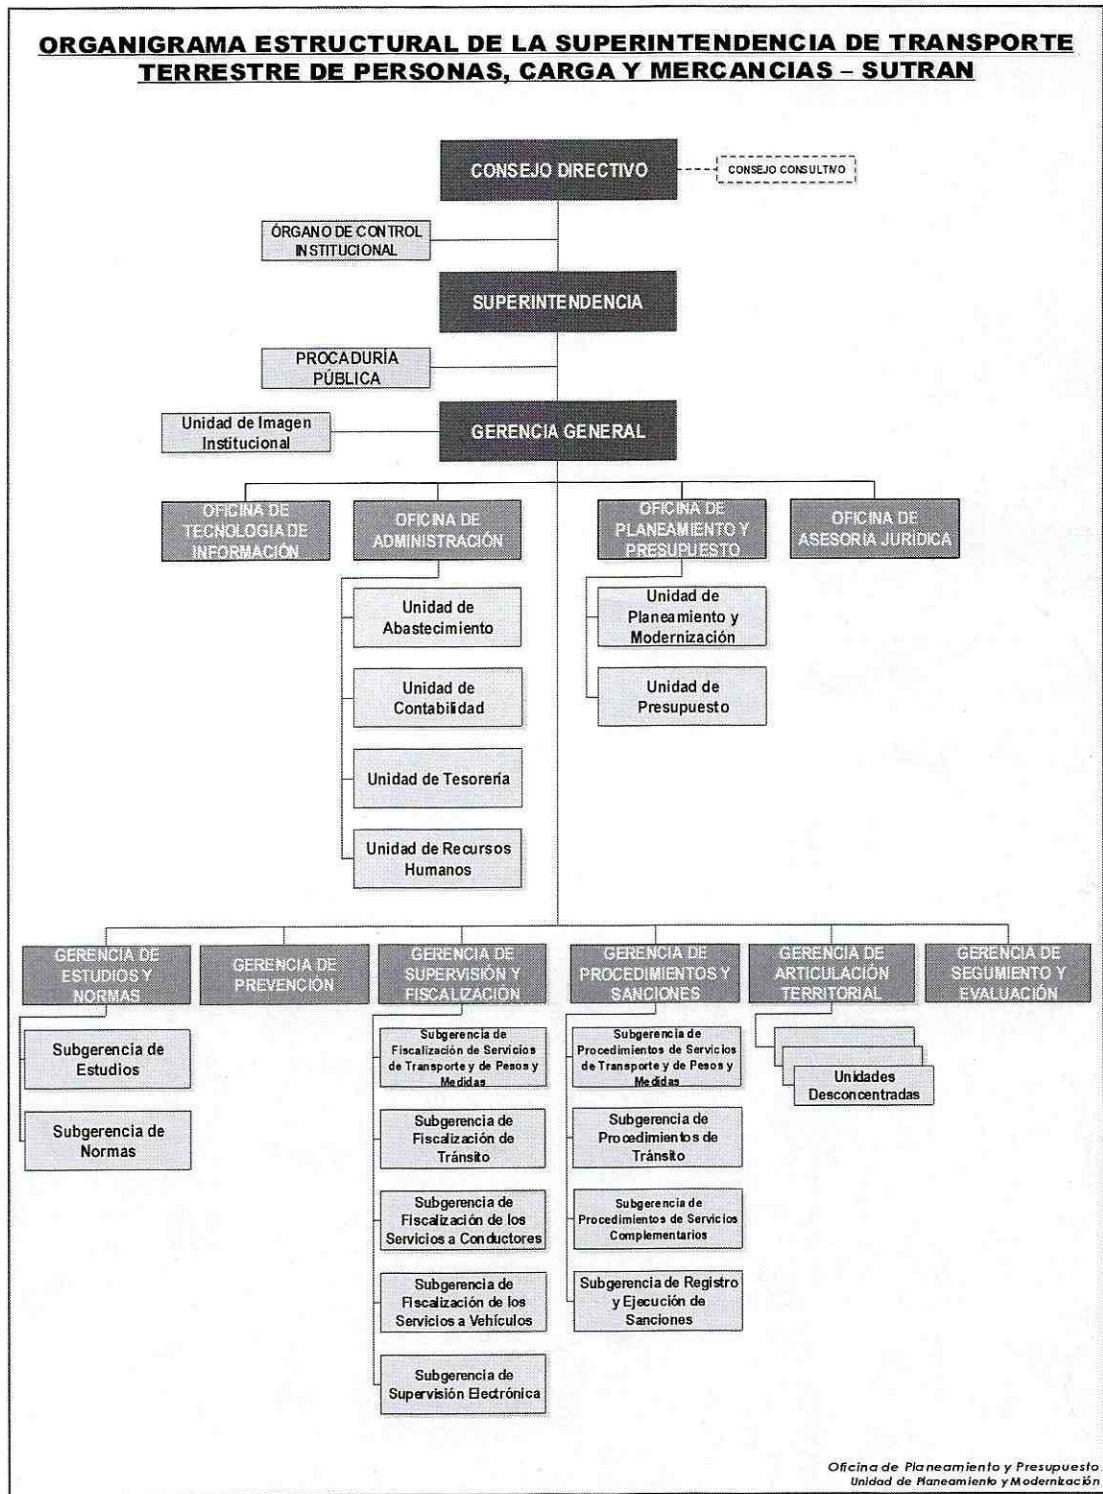 ORGANIGRAMA ESTRUCTURAL DE LA SUPERINTENDENCIA DE TRANSPORTE
TERRESTRE DE PERSONAS, CARGA Y MERCANCIAS – SUTRAN
CONSEJO DIRECTIVO
CONSEJO CONSULTIVO
ÓRGANO DE CONTROL
INSTITUCIONAL
SUPERINTENDENCIA
PROCADURÍA
PÚBLICA
Unidad de Imagen
Institucional
GERENCIA GENERAL
OFICINA DE
TECNOLOGIA DE
INFORMACIÓN
OFICINA DE
ADMINISTRACIÓN
OFICINA DE
PLANEAMIENTO Y
PRESUPUESTO
OFICINA DE
ASESORIA JURIDICA
Unidad de
Abastecimiento
Unidad de
Contabilidad
Unidad de Tesorería
Unidad de Recursos
Humanos
Unidad de
Planeamiento y
Modernización
Unidad de
Presupuesto
GERENCIA DE
ESTUDIOS Y
NORMAS
GERENCIA DE
PREVENCIÓN
GERENCIA DE
SUPERVISIÓN Y
FISCALIZACIÓN
GERENCIA DE
PROCEDIMIENTOS Y
SANCIONES
GERENCIA DE
ARTICULACIÓN
TERRITORIAL
GERENCIA DE
SEGUMIENTO Y
EVALUACIÓN
Subgerencia de
Estudios
Subgerencia de
Normas
Subgerencia de
Fiscalización de Servicios
de Transporte y de Pesos y
Medidas
Subgerencia de
Fiscalización de
Tránsito
Subgerencia de
Fiscalización de los
Servicios a Conductores
Subgerencia de
Fiscalización de los
Servicios a Vehículos
Subgerencia de
Supervisión Electrónica
Subgerencia de
Procedimientos de Servicios
de Transporte y de Pesos y
Medidas
Subgerencia de
Procedimientos de
Tránsito
Subgerencia de
Procedimientos de Servicios
Complementarios
Subgerencia de Registro
y Ejecución de
Sanciones
Unidades
Desconcentradas
Oficina de Planeamiento y Presupuesto
Unidad de Planeamiento y Modernización